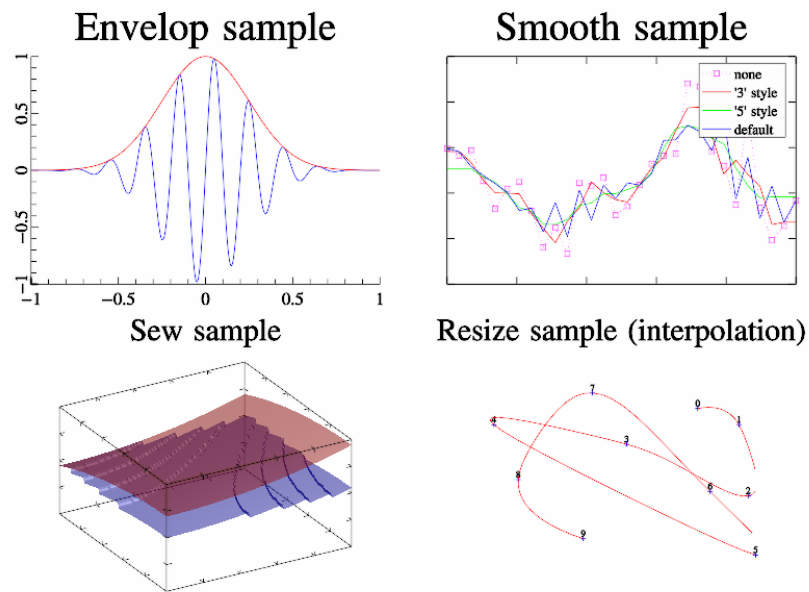 Envelop sample
1
0.5
0
−0.5
−1
−1
−0.5
0
0.5
1
Smooth sample
none
'3' style
'5' style
default
Sew sample
Resize sample (interpolation)
7
0
4
1
3
8
6
2
9
5